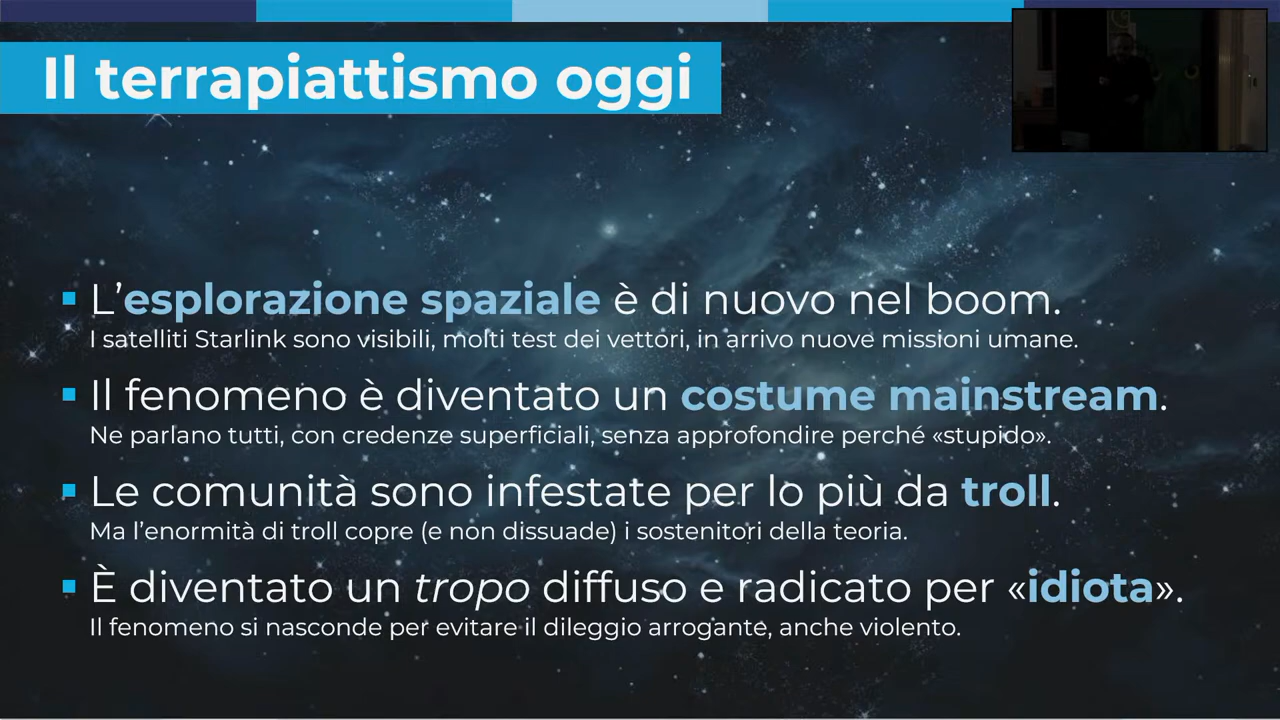 Il terrapiattismo oggi
L’esplorazione spaziale è di nuovo nel boom.
I satelliti Starlink sono visibili, molti test dei vettori, in arrivo nuove missioni umane.
Il fenomeno è diventato un costume mainstream.
Ne parlano tutti, con credenze superficiali, senza approfondire perché «stupido».
Le comunità sono infestate per lo più da troll.
Ma l’enormità di troll copre (e non dissuade) i sostenitori della teoria.
È diventato un tropo diffuso e radicato per «idiota».
Il fenomeno si nasconde per evitare il dileggio arrogante, anche violento.